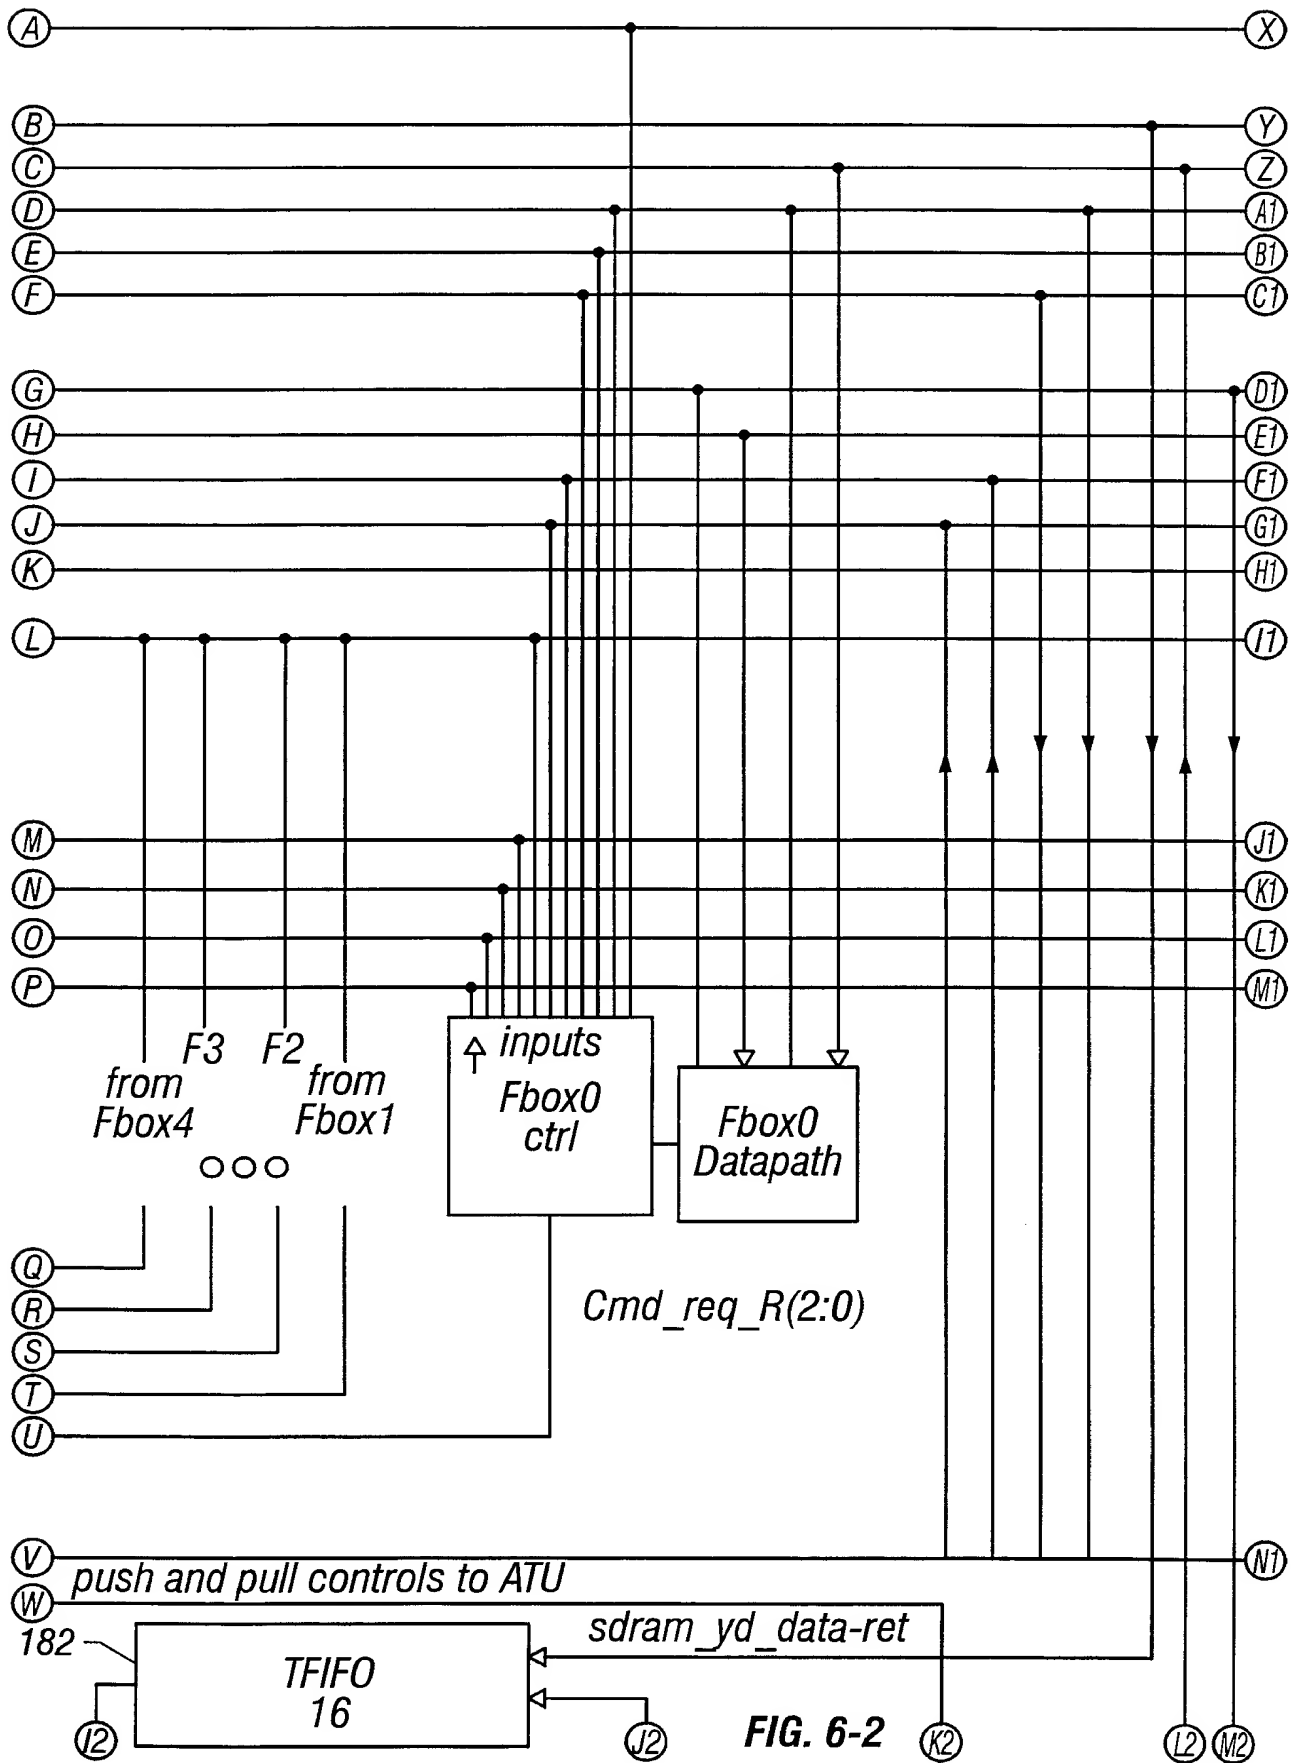 A X
B Y
C Z
D A1
E B1
F C1
G D1
H E1
I F1
J G1
K H1
L I1
M J1
N K1
O L1
P M1
F3 F2
from
Fbox4
from
Fbox1
inputs
Fbox0
ctrl
Fbox0
Datapath
Q
R
S
T
U
Cmd_req_R(2:0)
V N1
push and pull controls to ATU
W
182
TFIFO
16
sdram_yd_data-ret
I2 J2 K2 L2 M2
FIG. 6-2